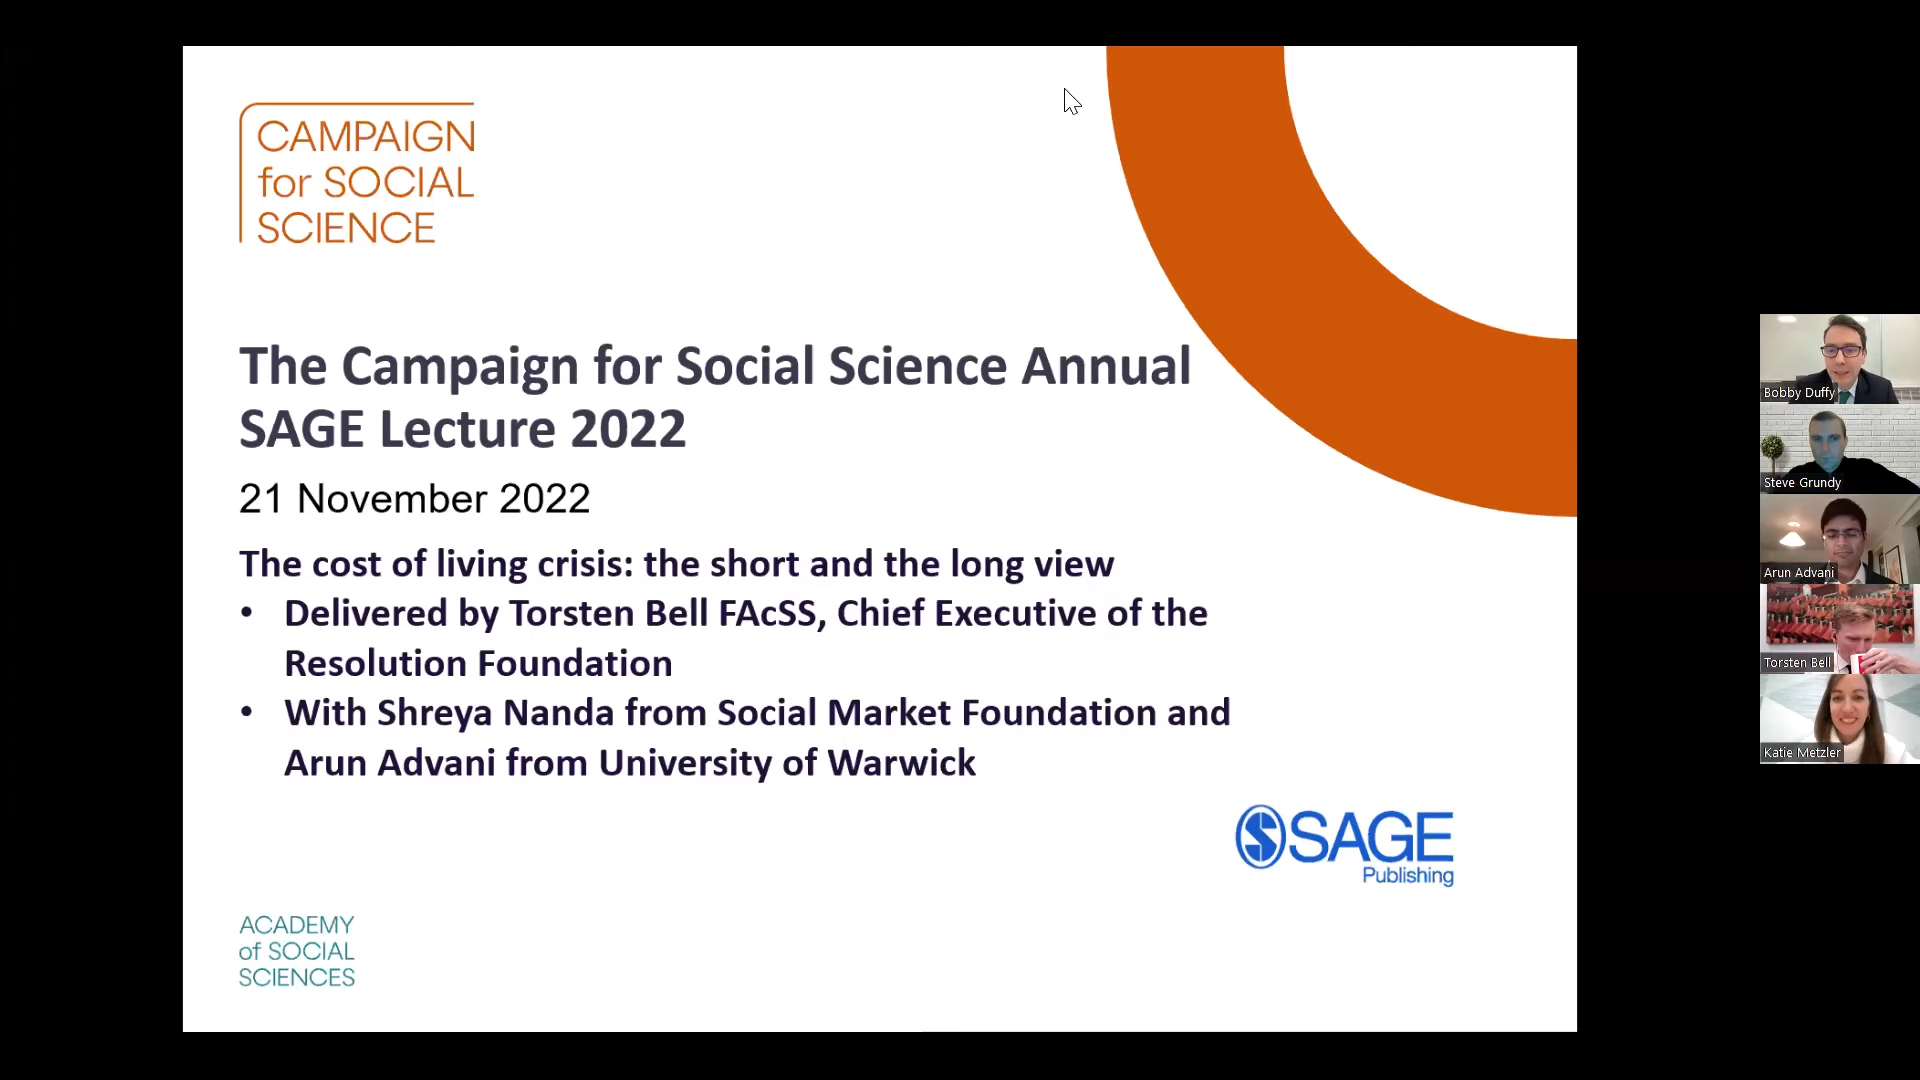 CAMPAIGN
for SOCIAL
SCIENCE
The Campaign for Social Science Annual
SAGE Lecture 2022
21 November 2022
The cost of living crisis: the short and the long view
• Delivered by Torsten Bell FAcSS, Chief Executive of the
Resolution Foundation
• With Shreya Nanda from Social Market Foundation and
Arun Advani from University of Warwick
SAGE
Publishing
ACADEMY
of SOCIAL
SCIENCES
Bobby Duffy
Steve Grundy
Arun Advani
Torsten Bell
Katie Metzler